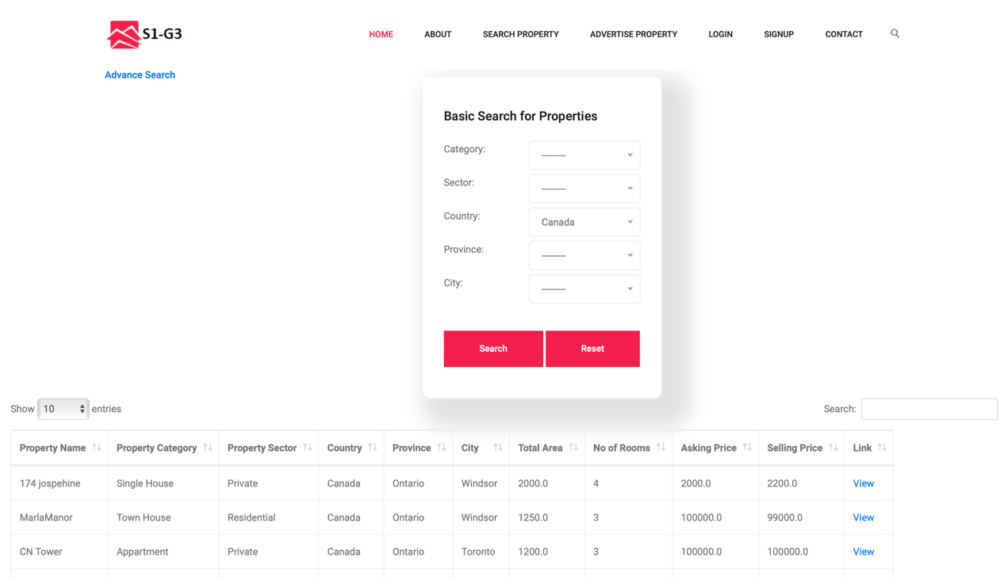 S1-G3
HOME ABOUT SEARCH PROPERTY ADVERTISE PROPERTY LOGIN SIGNUP CONTACT
Advance Search
Basic Search for Properties
Category: ---------
Sector: ---------
Country: Canada
Province: ---------
City: ---------
Search Reset
Show 10 entries Search:
Property Name Property Category Property Sector Country Province City Total Area No of Rooms Asking Price Selling Price Link
174 jospehine Single House Private Canada Ontario Windsor 2000.0 4 2000.0 2200.0 View
MarlaManor Town House Residential Canada Ontario Windsor 1250.0 3 100000.0 99000.0 View
CN Tower Appartment Private Canada Ontario Toronto 1200.0 3 100000.0 100000.0 View